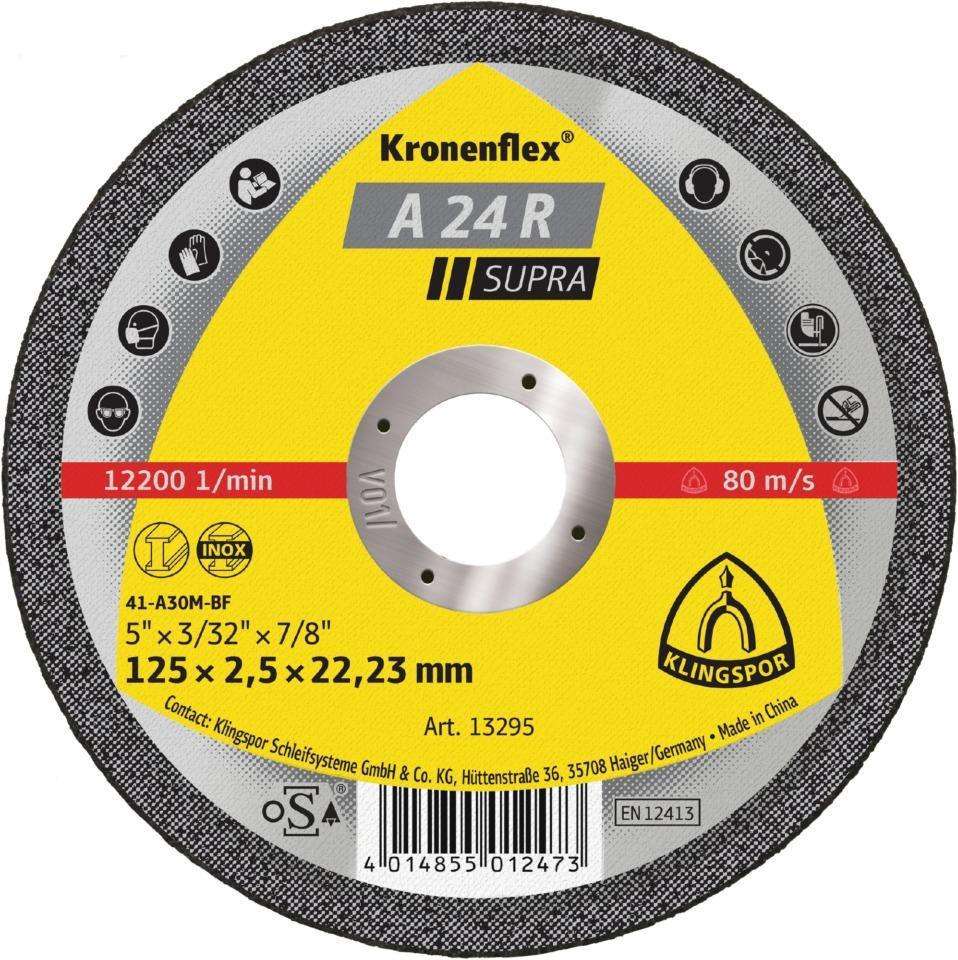 Kronenflex®
A 24 R
SUPRA
12200 1/min
80 m/s
V01
INOX
41-A30M-BF
5" x 3/32" x 7/8"
125 x 2,5 x 22,23 mm
KLINGSPOR
Art. 13295
Contact: Klingspor Schleifsysteme GmbH & Co. KG, Hüttenstraße 36, 35708 Haiger/Germany • Made in China
oSa®
EN 12413
4 014855 012473